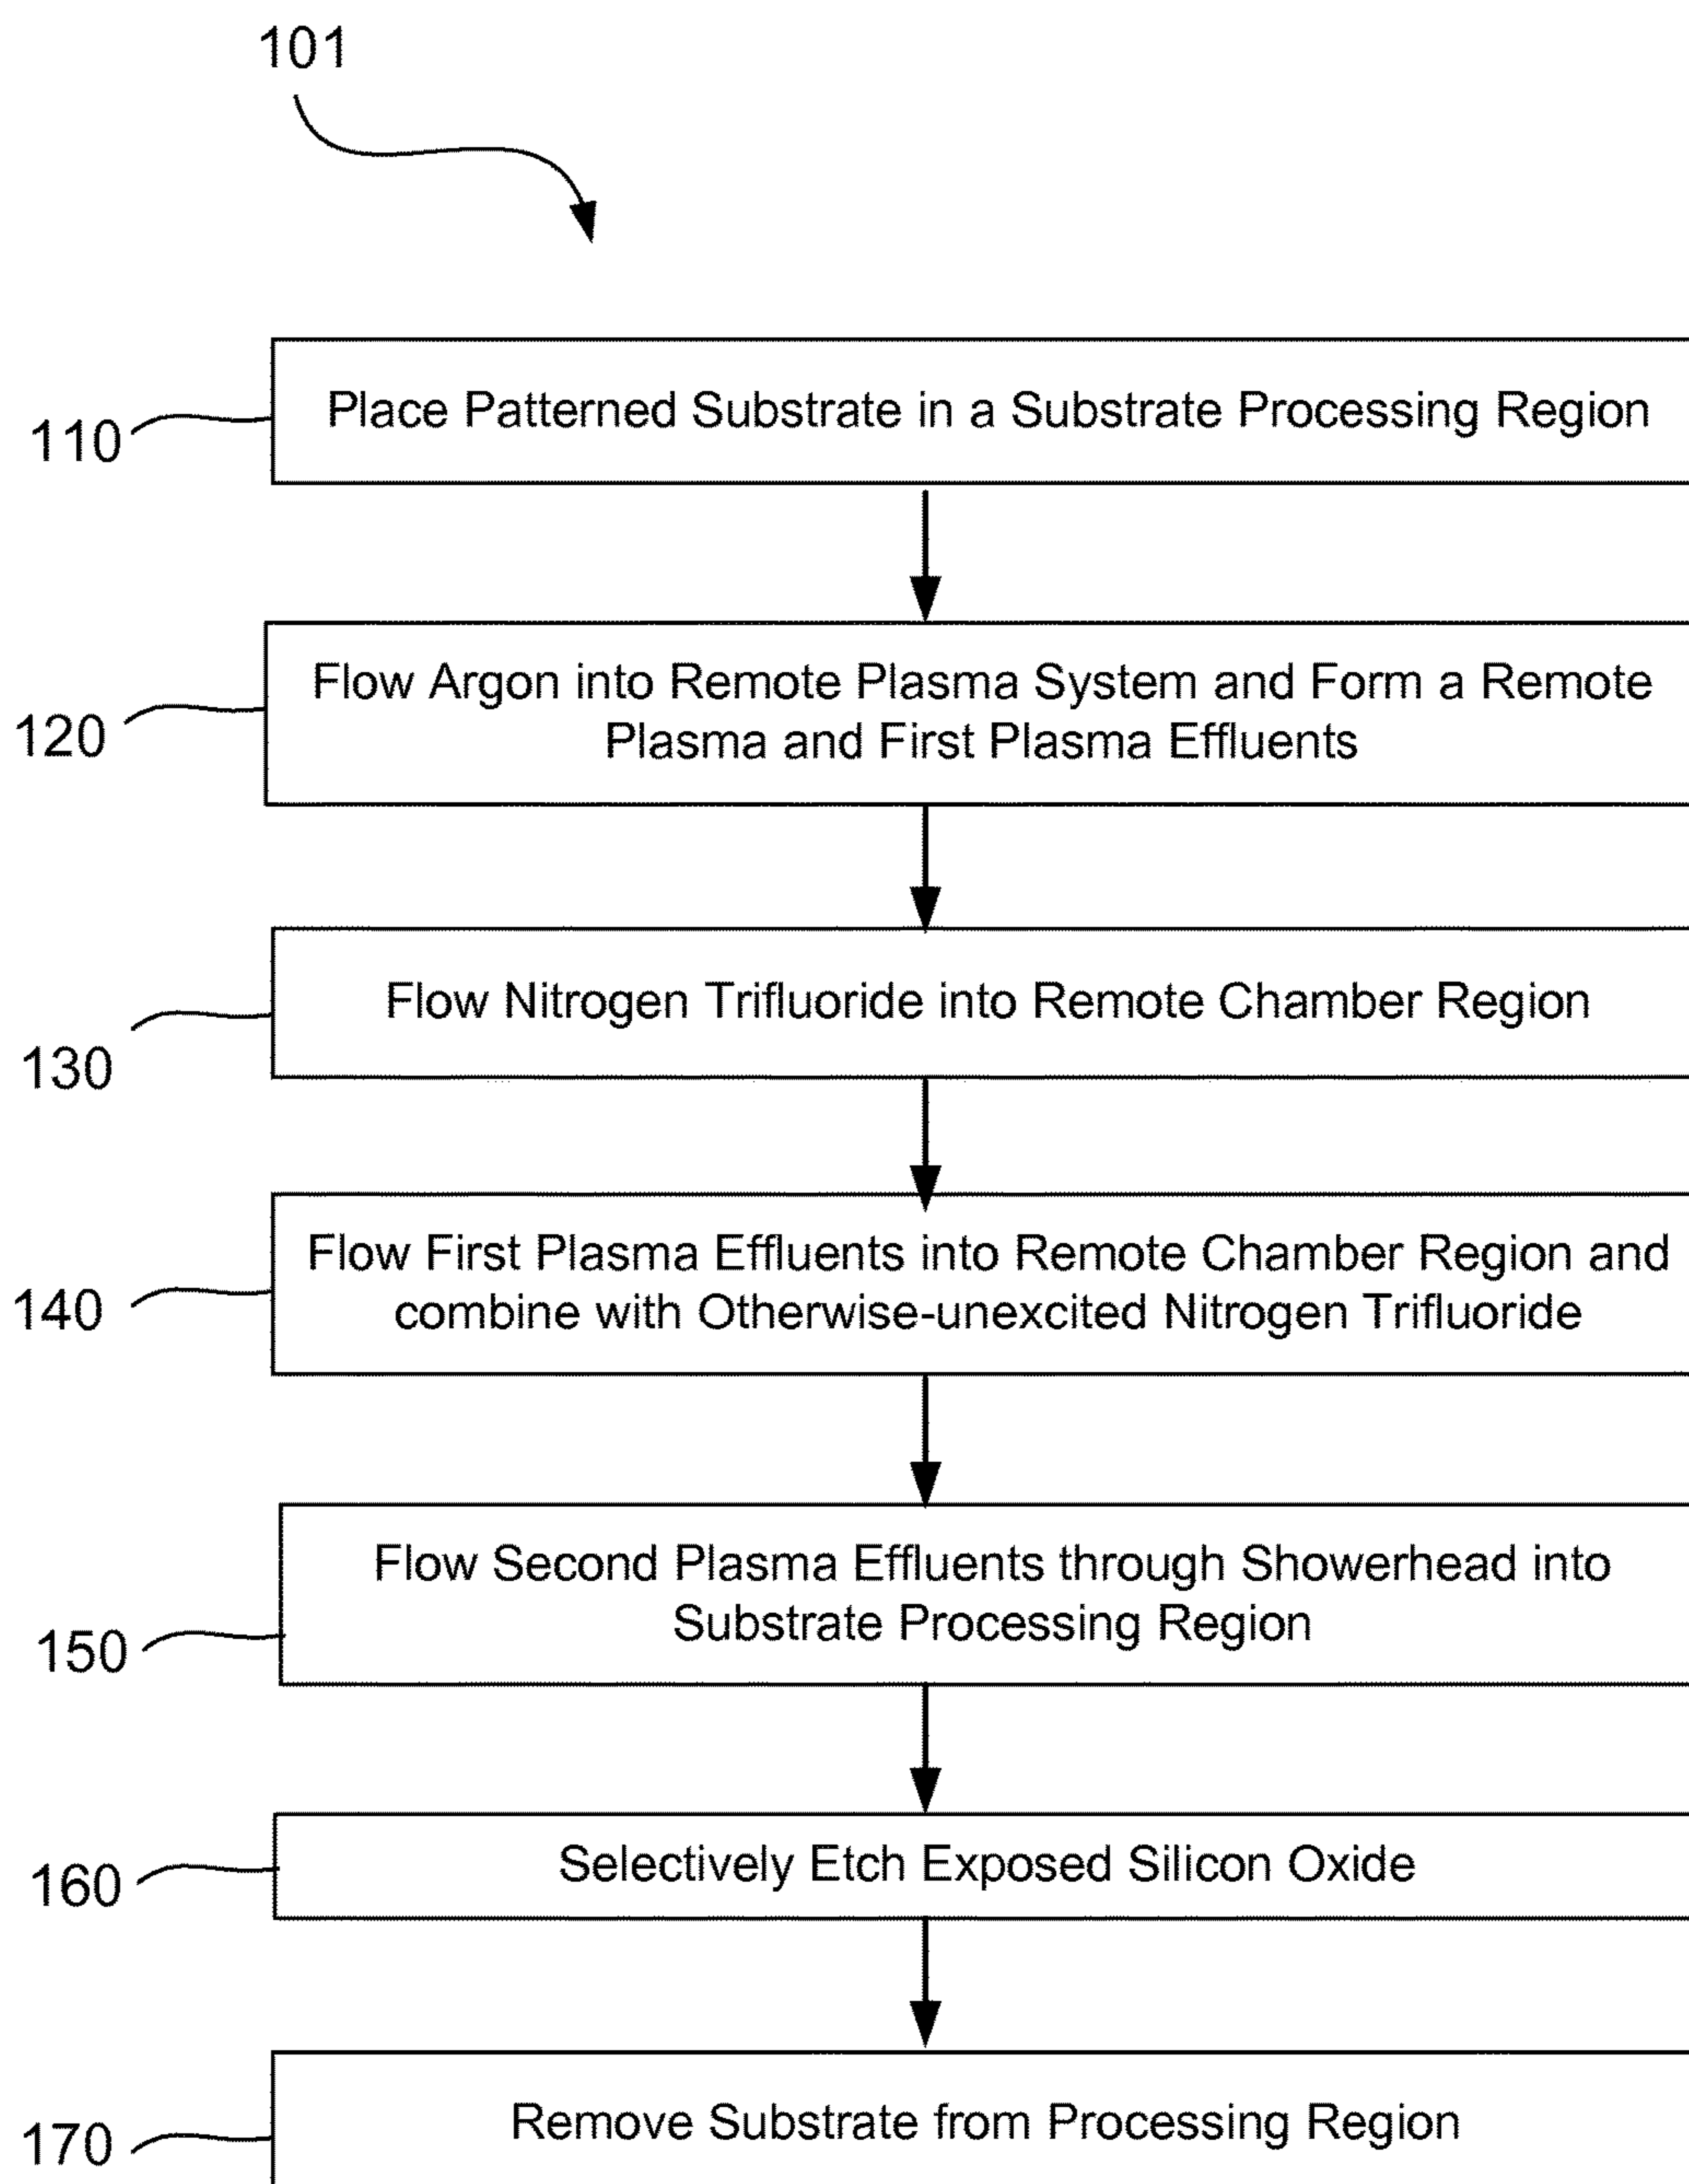 101
110
Place Patterned Substrate in a Substrate Processing Region
120
Flow Argon into Remote Plasma System and Form a Remote
Plasma and First Plasma Effluents
130
Flow Nitrogen Trifluoride into Remote Chamber Region
140
Flow First Plasma Effluents into Remote Chamber Region and
combine with Otherwise-unexcited Nitrogen Trifluoride
150
Flow Second Plasma Effluents through Showerhead into
Substrate Processing Region
160
Selectively Etch Exposed Silicon Oxide
170
Remove Substrate from Processing Region